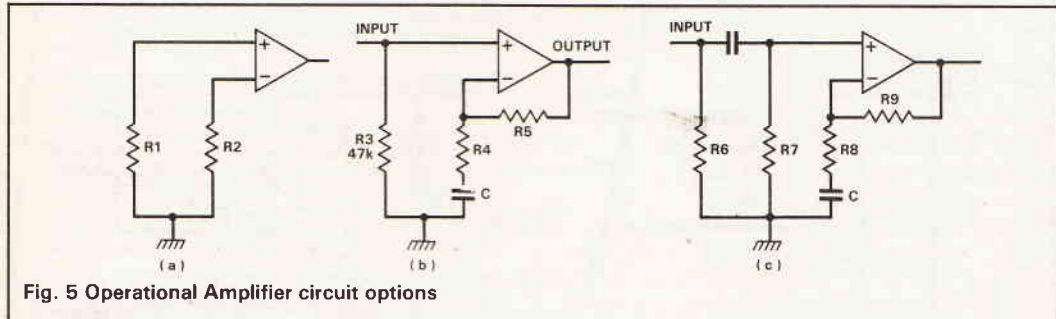 INPUT
OUTPUT
INPUT
+
−
+
−
+
−
R1
R2
R3
47k
R4
R5
C
R6
R7
R8
R9
C
(a)
(b)
(c)
Fig. 5 Operational Amplifier circuit options